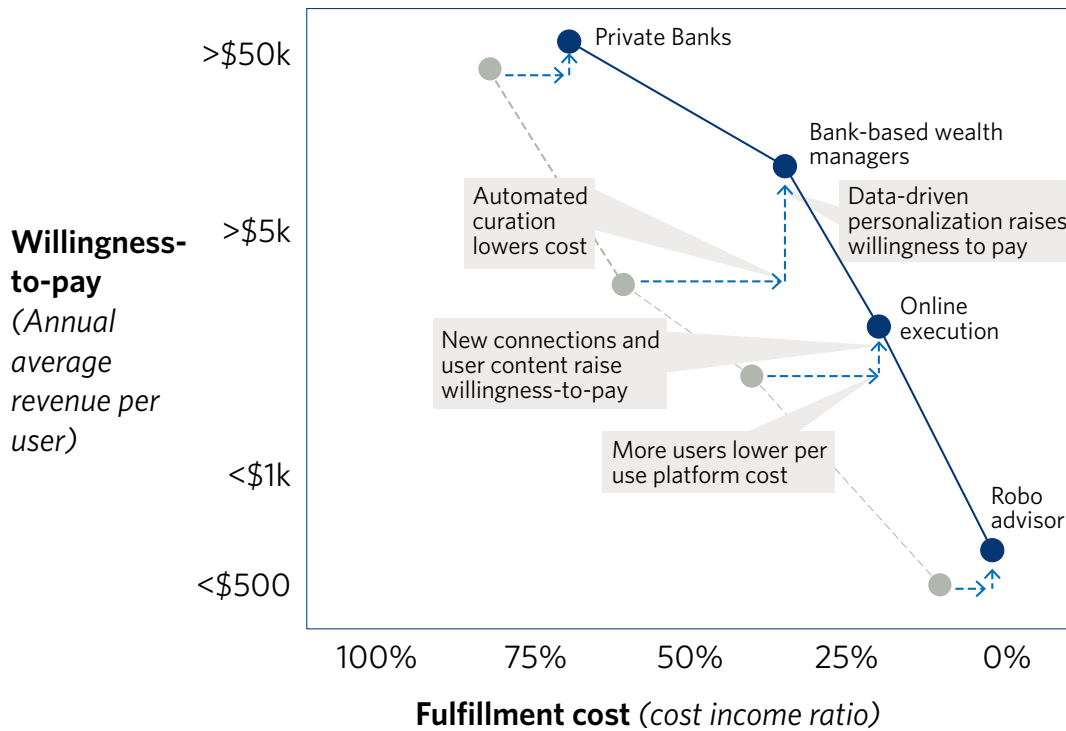 >$50k
Private Banks
Bank-based wealth
managers
Automated
curation
lowers cost
Data-driven
personalization raises
willingness to pay
>$5k
Willingness-
to-pay
(Annual
average
revenue per
user)
Online
execution
New connections and
user content raise
willingness-to-pay
More users lower per
use platform cost
<$1k
Robo
advisor
<$500
100%
75%
50%
25%
0%
Fulfillment cost (cost income ratio)